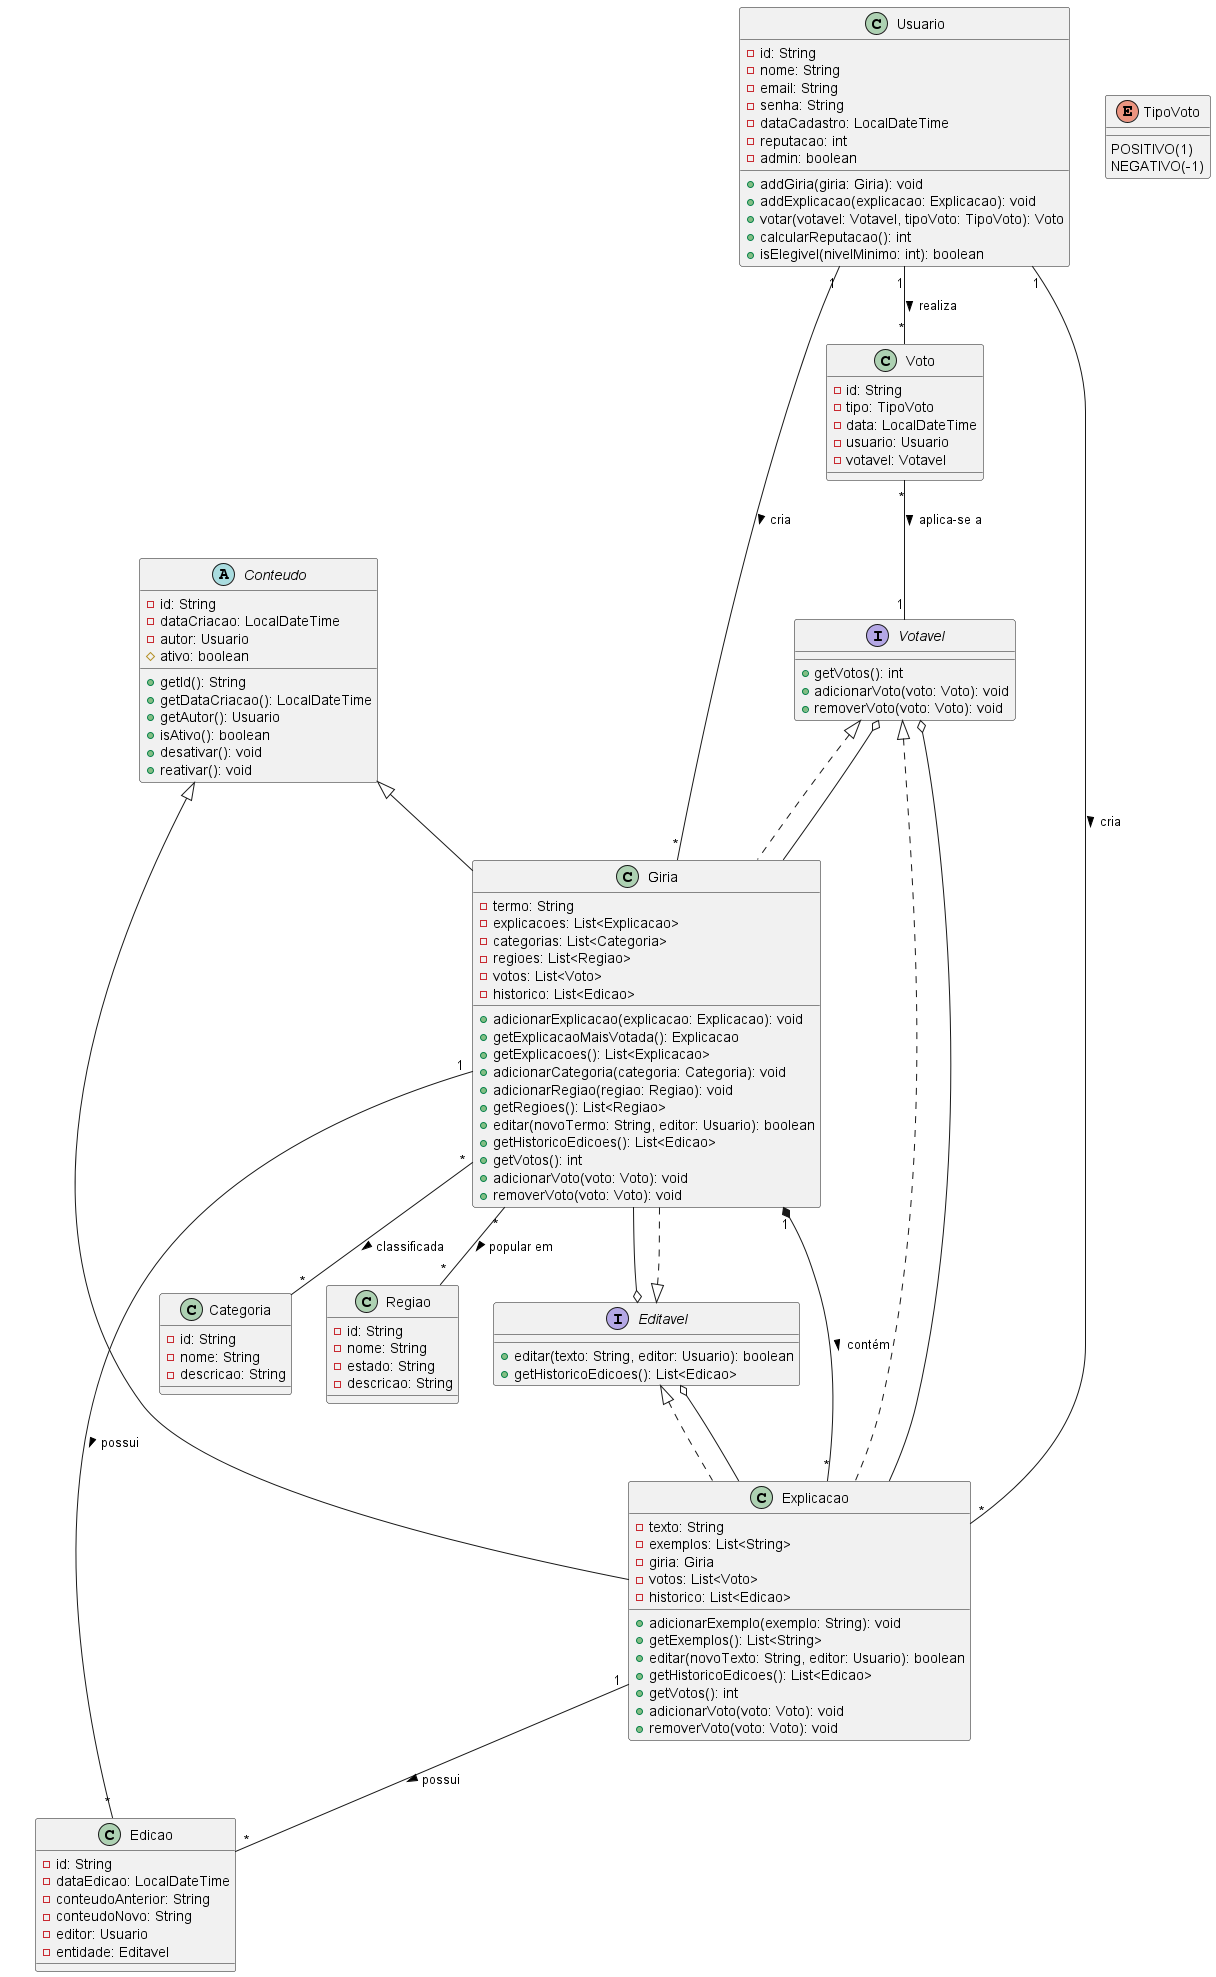 C Usuario
id: String
nome: String
email: String
senha: String
dataCadastro: LocalDateTime
reputacao: int
admin: boolean
addGiria(giria: Giria): void
addExplicacao(explicacao: Explicacao): void
votar(votavel: Votavel, tipoVoto: TipoVoto): Voto
calcularReputacao(): int
isElegivel(nivelMinimo: int): boolean
E TipoVoto
POSITIVO(1)
NEGATIVO(-1)
1
1
1
realiza
*
C Voto
id: String
tipo: TipoVoto
data: LocalDateTime
usuario: Usuario
votavel: Votavel
*
cria
aplica-se a
1
A Conteudo
id: String
dataCriacao: LocalDateTime
autor: Usuario
ativo: boolean
getId(): String
getDataCriacao(): LocalDateTime
getAutor(): Usuario
isAtivo(): boolean
desativar(): void
reativar(): void
I Votavel
getVotos(): int
adicionarVoto(voto: Voto): void
removerVoto(voto: Voto): void
cria
*
C Giria
termo: String
explicacoes: List<Explicacao>
categorias: List<Categoria>
regioes: List<Regiao>
votos: List<Voto>
historico: List<Edicao>
adicionarExplicacao(explicacao: Explicacao): void
getExplicacaoMaisVotada(): Explicacao
getExplicacoes(): List<Explicacao>
adicionarCategoria(categoria: Categoria): void
adicionarRegiao(regiao: Regiao): void
getRegioes(): List<Regiao>
editar(novoTermo: String, editor: Usuario): boolean
getHistoricoEdicoes(): List<Edicao>
getVotos(): int
adicionarVoto(voto: Voto): void
removerVoto(voto: Voto): void
1
*
*
1
classificada
popular em
*
*
C Categoria
id: String
nome: String
descricao: String
C Regiao
id: String
nome: String
estado: String
descricao: String
I Editavel
editar(texto: String, editor: Usuario): boolean
getHistoricoEdicoes(): List<Edicao>
contém
possui
*
*
C Explicacao
texto: String
exemplos: List<String>
giria: Giria
votos: List<Voto>
historico: List<Edicao>
adicionarExemplo(exemplo: String): void
getExemplos(): List<String>
editar(novoTexto: String, editor: Usuario): boolean
getHistoricoEdicoes(): List<Edicao>
getVotos(): int
adicionarVoto(voto: Voto): void
removerVoto(voto: Voto): void
1
possui
*
*
C Edicao
id: String
dataEdicao: LocalDateTime
conteudoAnterior: String
conteudoNovo: String
editor: Usuario
entidade: Editavel